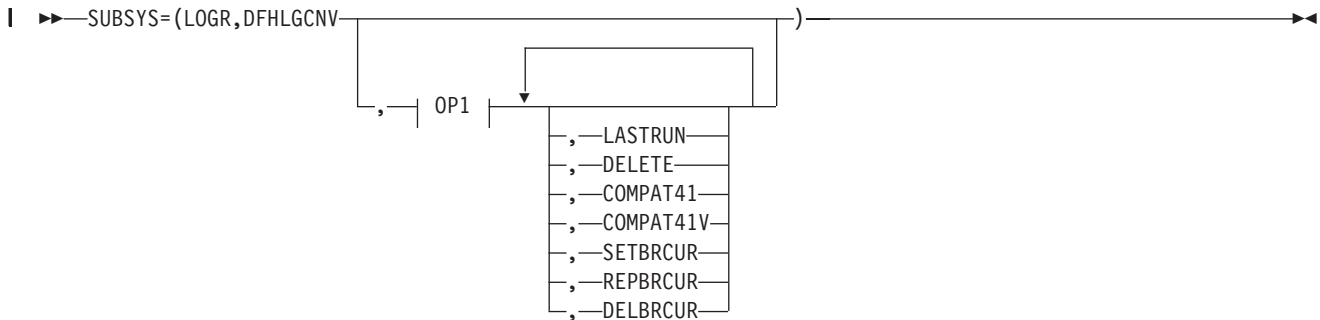 SUBSYS=(LOGR,DFHLGCNV )
, OP1
, LASTRUN
, DELETE
, COMPAT41
, COMPAT41V
, SETBRCUR
, REPBRCUR
, DELBRCUR